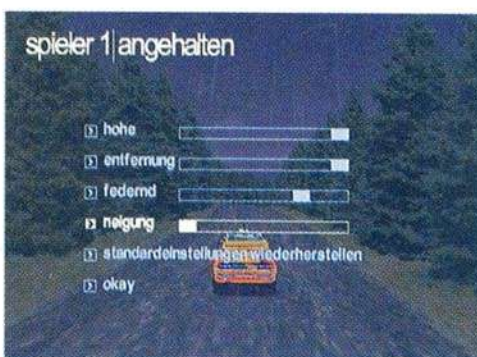 spieler 1|angehalten
hohe
entfernung
federnd
neigung
standardeinstellungen wiederherstellen
okay